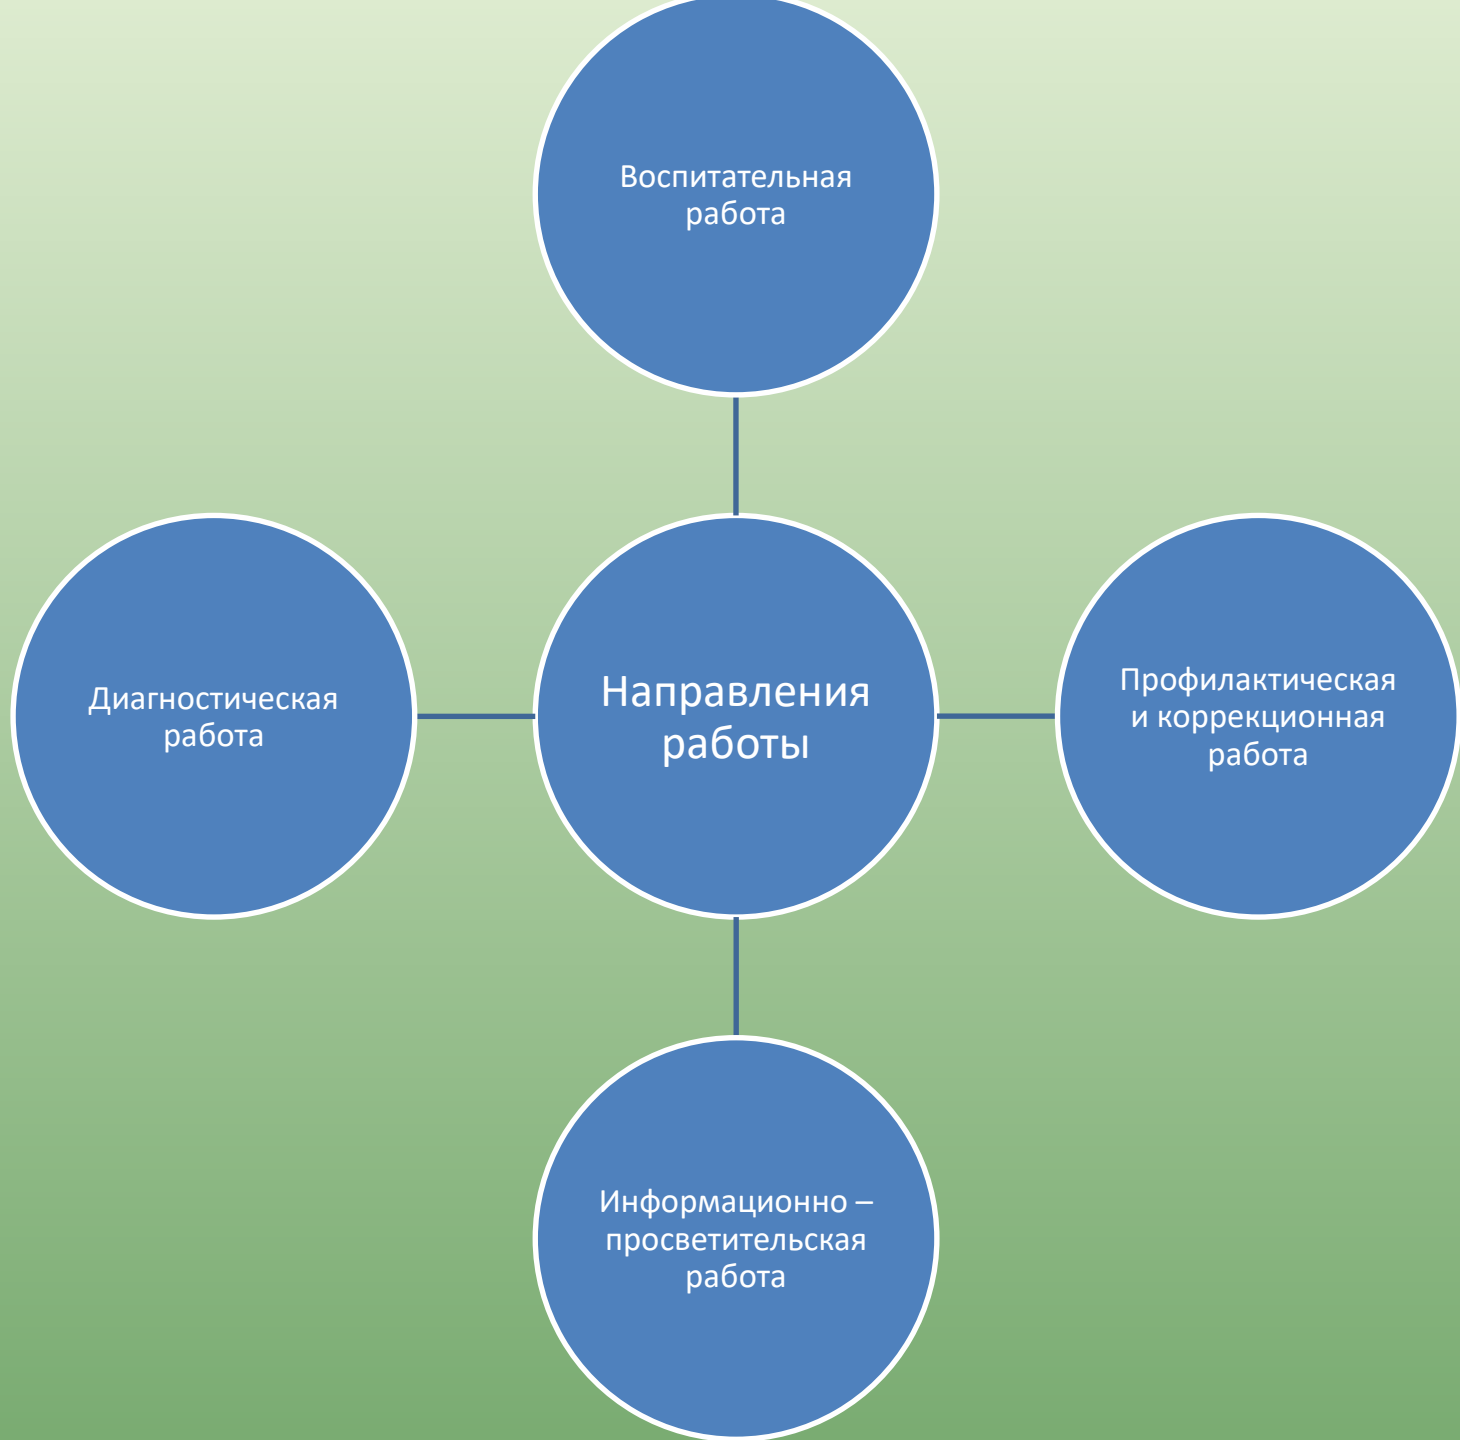 Воспитательная
работа
Диагностическая
работа
Направления
работы
Профилактическая
и коррекционная
работа
Информационно –
просветительская
работа